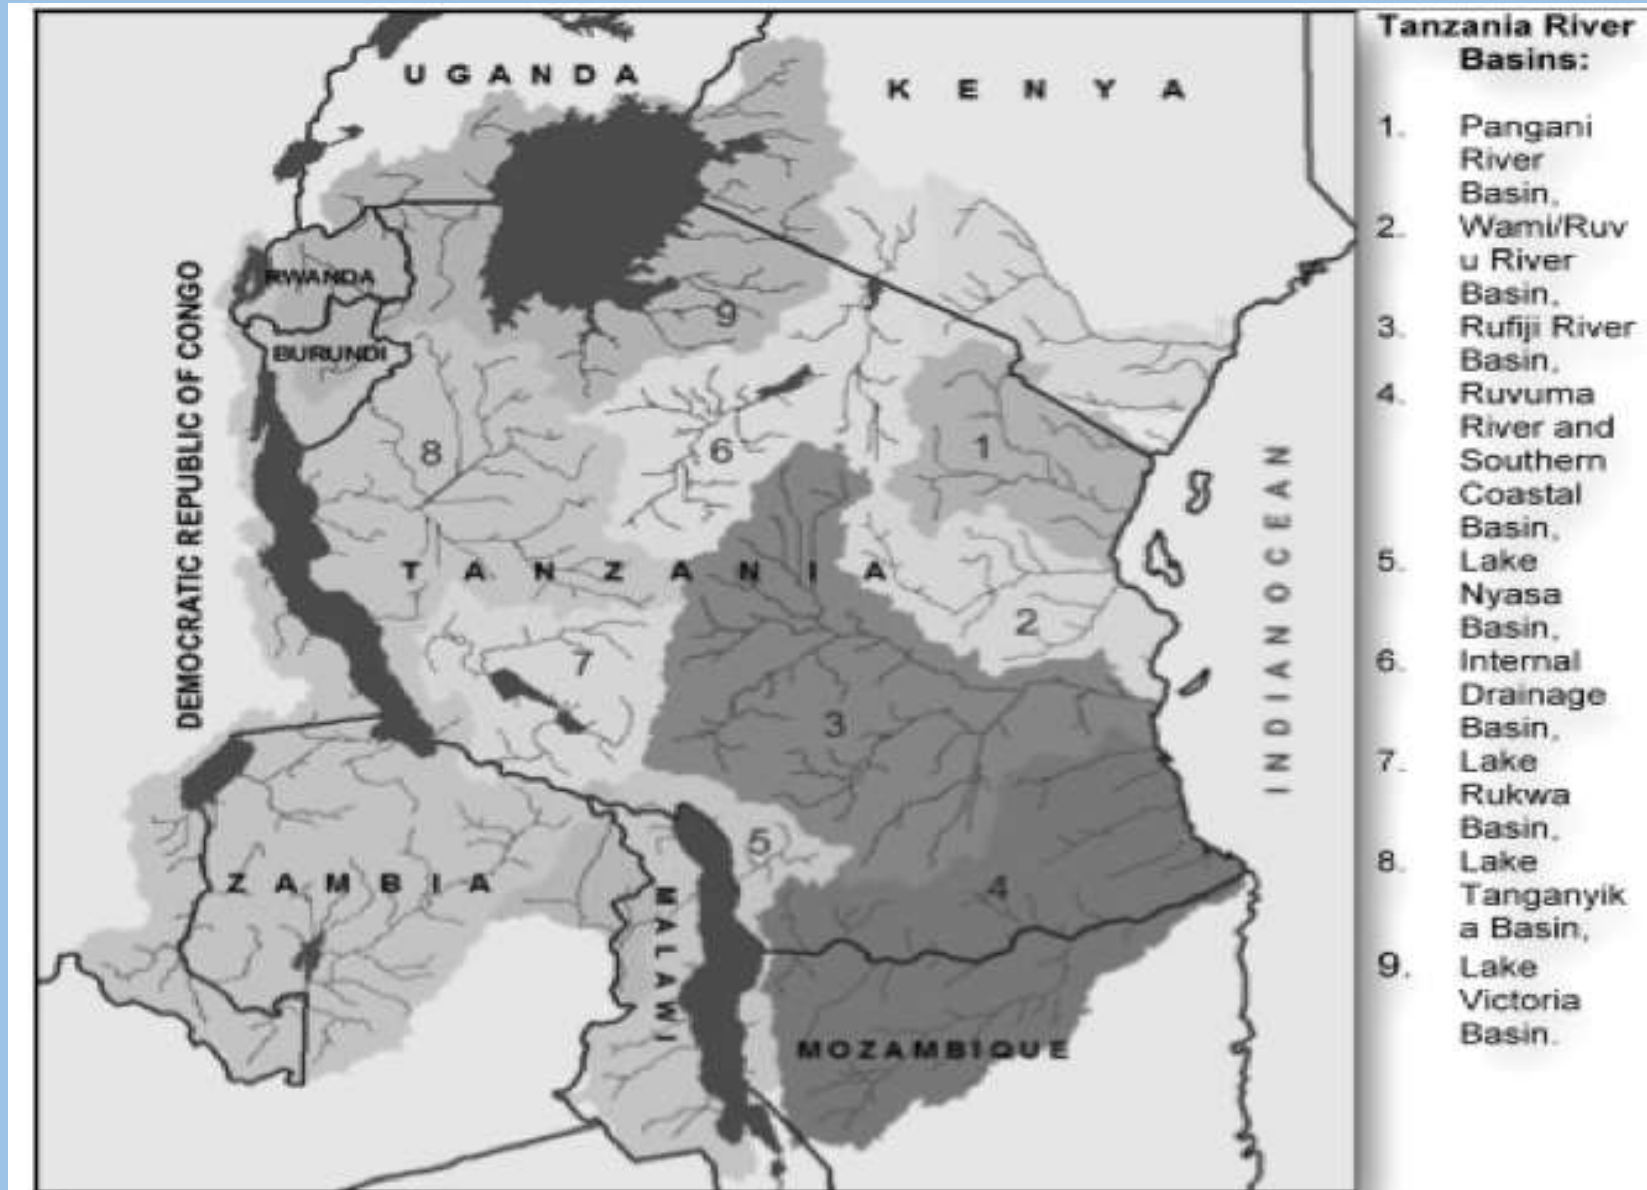 UGANDA
KENYA
RWANDA
BURUNDI
DEMOCRATIC REPUBLIC OF CONGO
TANZANIA
ZAMBIA
MALAWI
MOZAMBIQUE
INDIAN OCEAN
9
8
6
1
7
2
3
5
4
Tanzania River
Basins:
1. Pangani
River
Basin,
2. Wami/Ruv
u River
Basin,
3. Rufiji River
Basin,
4. Ruvuma
River and
Southern
Coastal
Basin,
5. Lake
Nyasa
Basin,
6. Internal
Drainage
Basin,
7. Lake
Rukwa
Basin,
8. Lake
Tanganyik
a Basin,
9. Lake
Victoria
Basin.